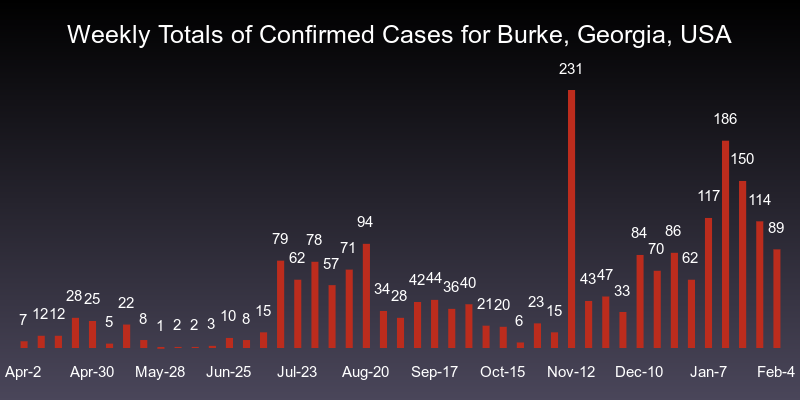 Weekly Totals of Confirmed Cases for Burke, Georgia, USA
7 12 12 28 25 5 22 8 1 2 2 3 10 8 15 79 62 78 57 71 94 34 28 42 44 36 40 21 20 6 23 15 231 43 47 33 84 70 86 62 117 186 150 114 89
Apr-2 Apr-30 May-28 Jun-25 Jul-23 Aug-20 Sep-17 Oct-15 Nov-12 Dec-10 Jan-7 Feb-4